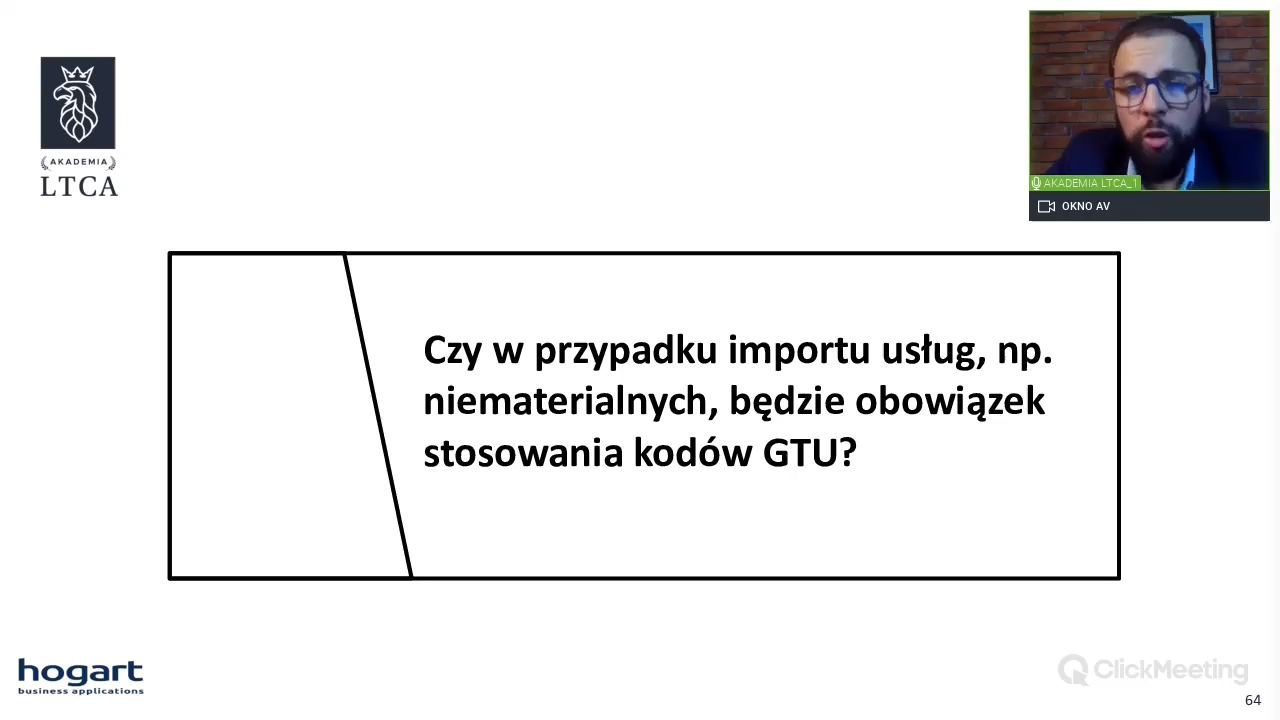 AKADEMIA
LTCA
AKADEMIA LTCA_1
OKNO AV
Czy w przypadku importu usług, np.
niematerialnych, będzie obowiązek
stosowania kodów GTU?
hogart
business applications
ClickMeeting
64